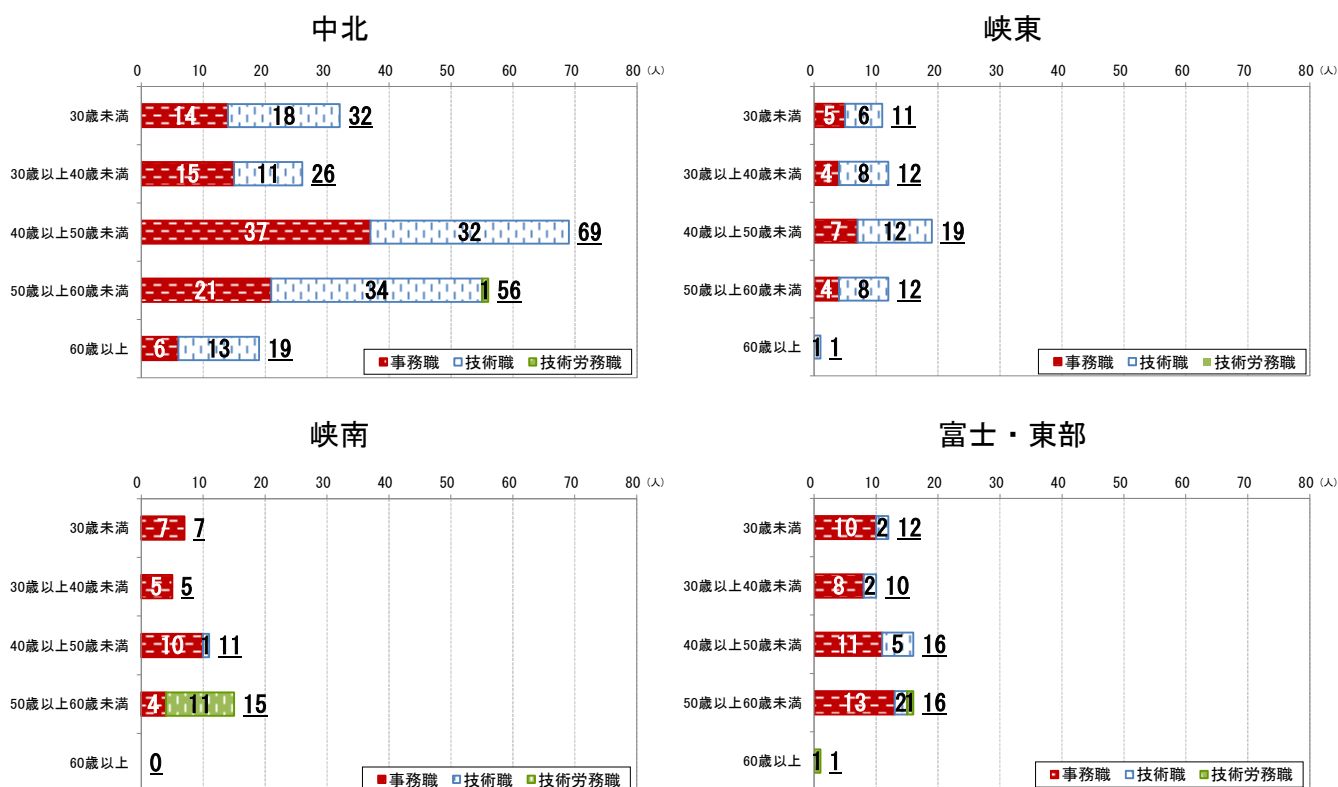 中北
0 10 20 30 40 50 60 70 80 (人)
30歳未満 14 18 32
30歳以上40歳未満 15 11 26
40歳以上50歳未満 37 32 69
50歳以上60歳未満 21 34 1 56
60歳以上 6 13 19
事務職 技術職 技術労務職
峡東
0 10 20 30 40 50 60 70 80 (人)
30歳未満 5 6 11
30歳以上40歳未満 4 8 12
40歳以上50歳未満 7 12 19
50歳以上60歳未満 4 8 12
60歳以上 1 1
事務職 技術職 技術労務職
峡南
0 10 20 30 40 50 60 70 80 (人)
30歳未満 7 7
30歳以上40歳未満 5 5
40歳以上50歳未満 10 1 11
50歳以上60歳未満 4 11 15
60歳以上 0
事務職 技術職 技術労務職
富士・東部
0 10 20 30 40 50 60 70 80 (人)
30歳未満 10 2 12
30歳以上40歳未満 8 2 10
40歳以上50歳未満 11 5 16
50歳以上60歳未満 13 2 1 16
60歳以上 1 1
事務職 技術職 技術労務職